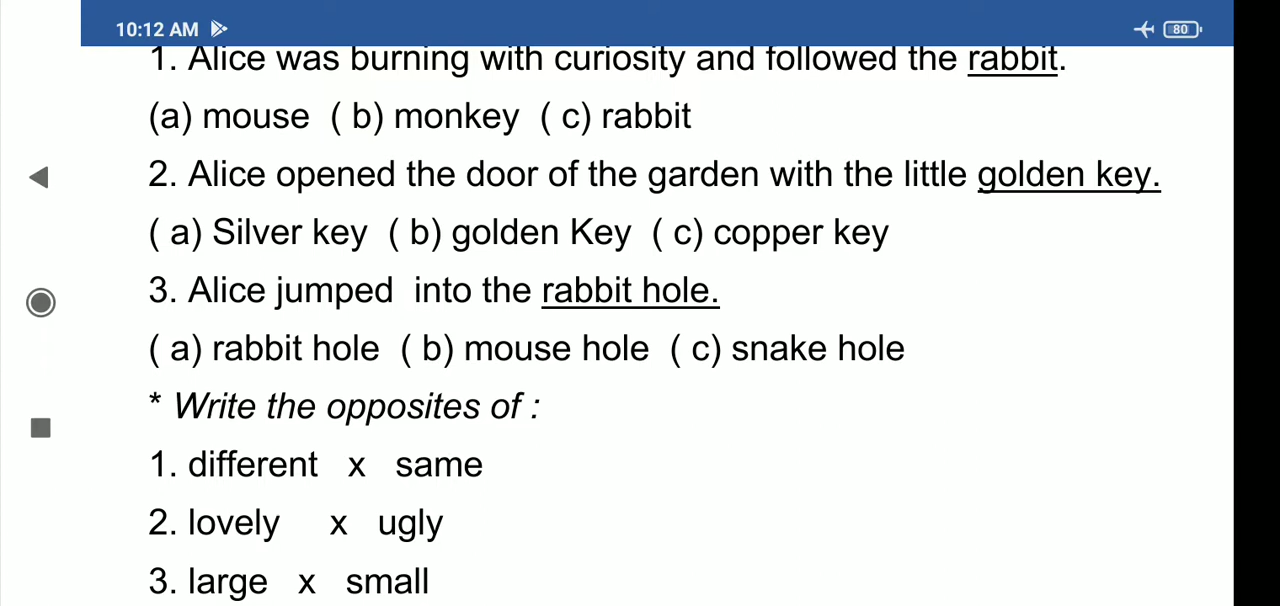 10:12 AM 80
1. Alice was burning with curiosity and followed the rabbit.
(a) mouse ( b) monkey ( c) rabbit
2. Alice opened the door of the garden with the little golden key.
( a) Silver key ( b) golden Key ( c) copper key
3. Alice jumped into the rabbit hole.
( a) rabbit hole ( b) mouse hole ( c) snake hole
* Write the opposites of :
1. different x same
2. lovely x ugly
3. large x small